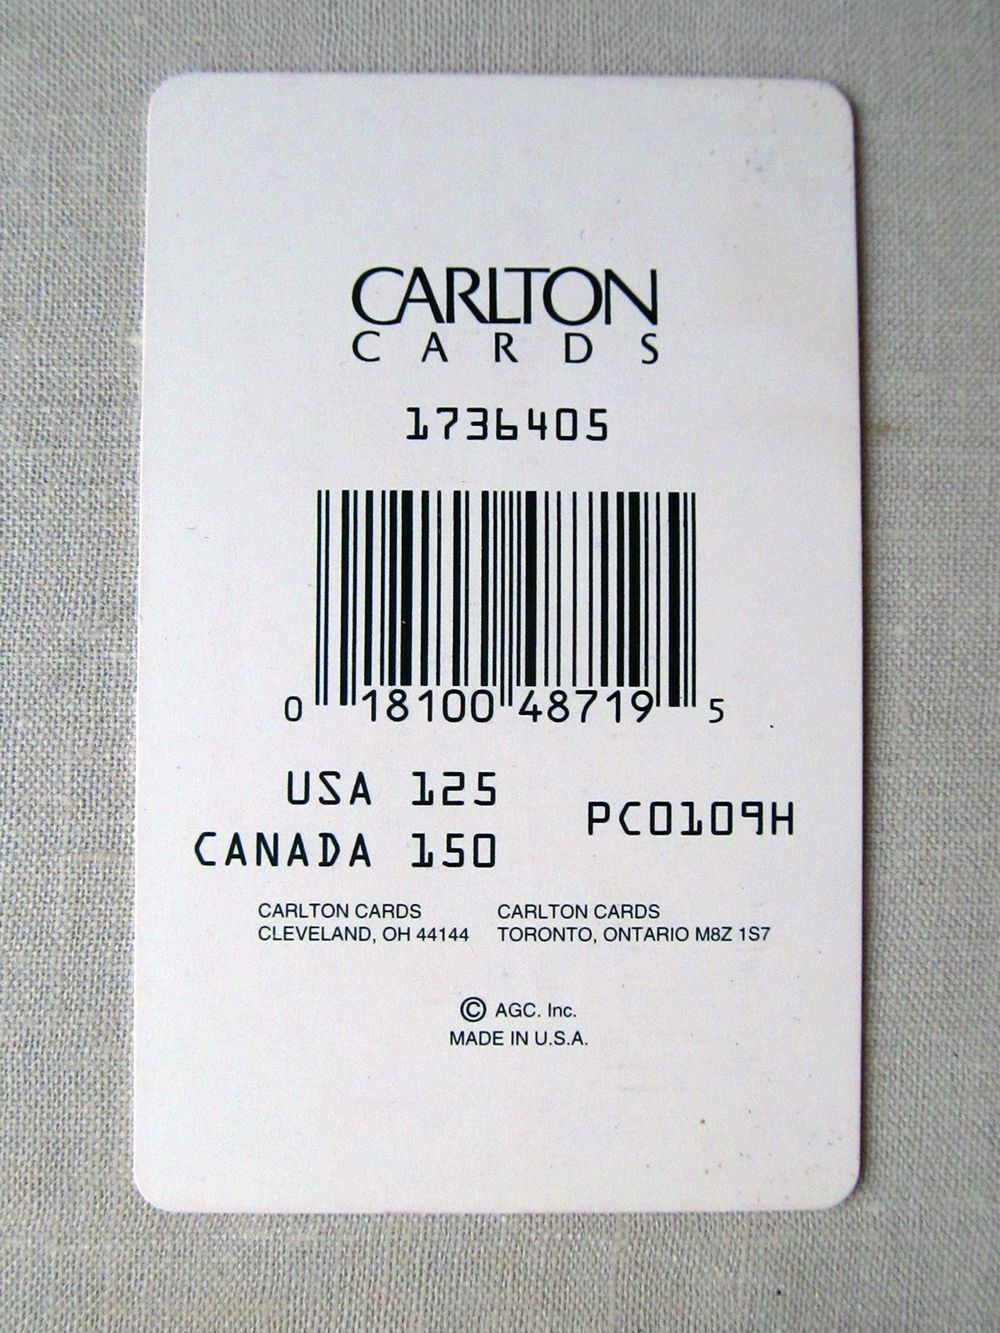 CARLTON
CARDS
1736405
0 18100 48719 5
USA 125
CANADA 150
PC0109H
CARLTON CARDS
CLEVELAND, OH 44144
CARLTON CARDS
TORONTO, ONTARIO M8Z 1S7
© AGC. Inc.
MADE IN U.S.A.